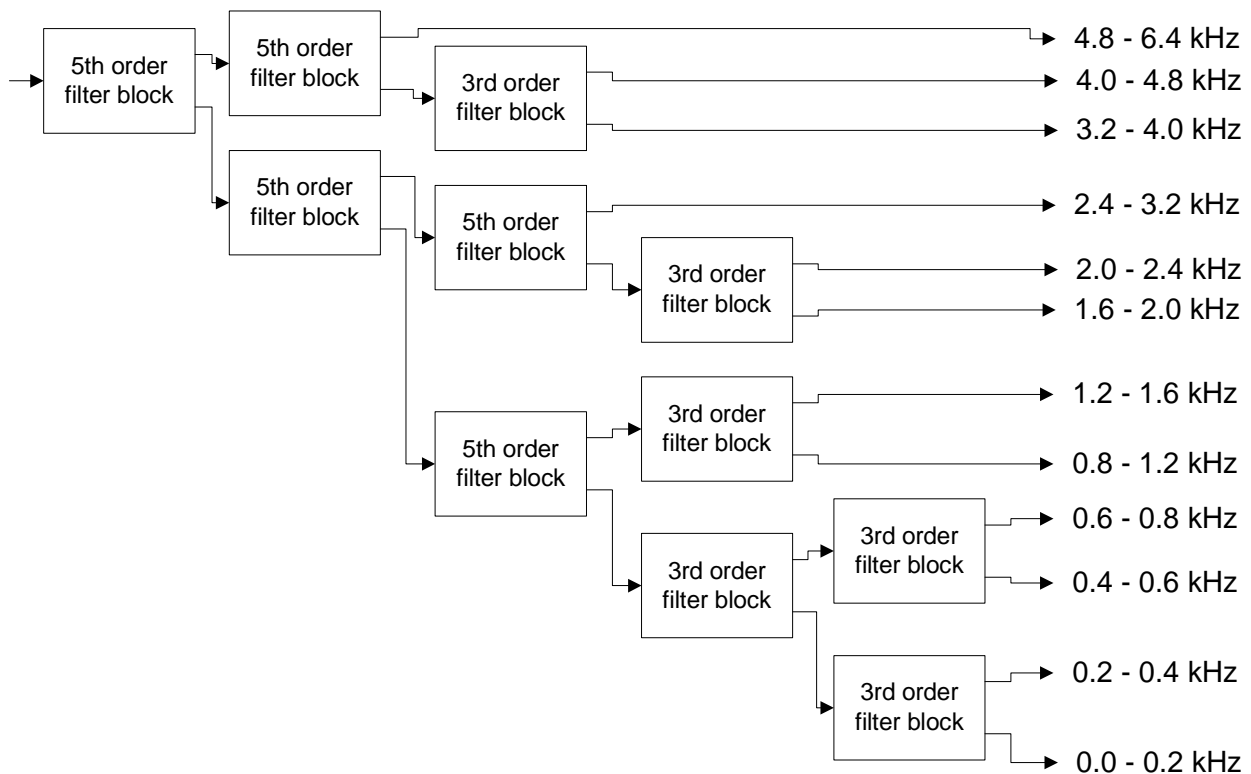 5th order
filter block
5th order
filter block
3rd order
filter block
4.8 - 6.4 kHz
4.0 - 4.8 kHz
3.2 - 4.0 kHz
5th order
filter block
5th order
filter block
2.4 - 3.2 kHz
3rd order
filter block
2.0 - 2.4 kHz
1.6 - 2.0 kHz
5th order
filter block
3rd order
filter block
1.2 - 1.6 kHz
0.8 - 1.2 kHz
3rd order
filter block
3rd order
filter block
0.6 - 0.8 kHz
0.4 - 0.6 kHz
3rd order
filter block
0.2 - 0.4 kHz
0.0 - 0.2 kHz